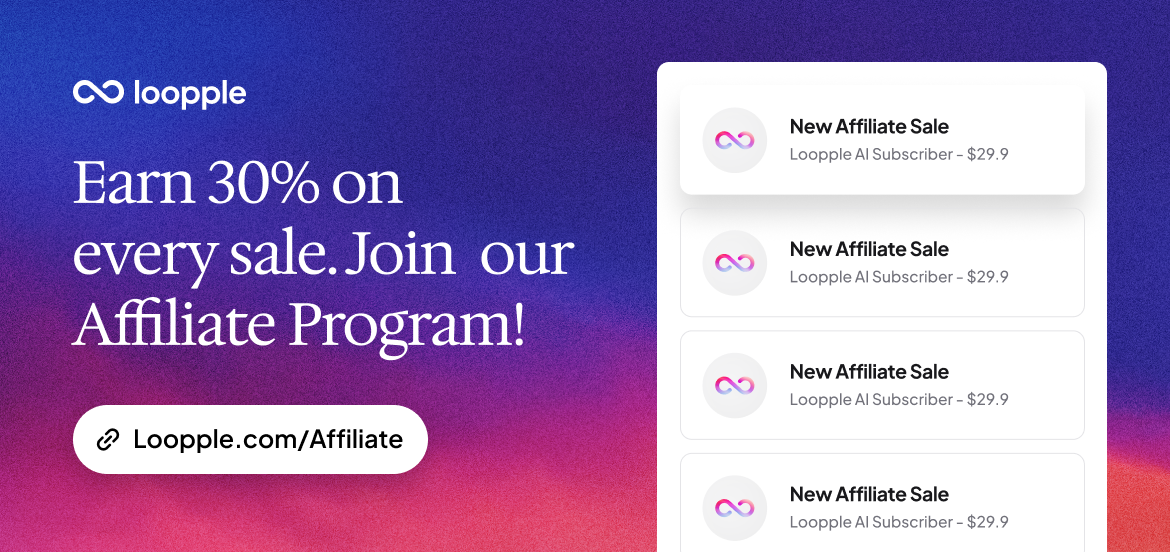 loopple
Earn 30% on
every sale. Join our
Affiliate Program!
Loopple.com/Affiliate
New Affiliate Sale
Loopple AI Subscriber - $29.9
New Affiliate Sale
Loopple AI Subscriber - $29.9
New Affiliate Sale
Loopple AI Subscriber - $29.9
New Affiliate Sale
Loopple AI Subscriber - $29.9